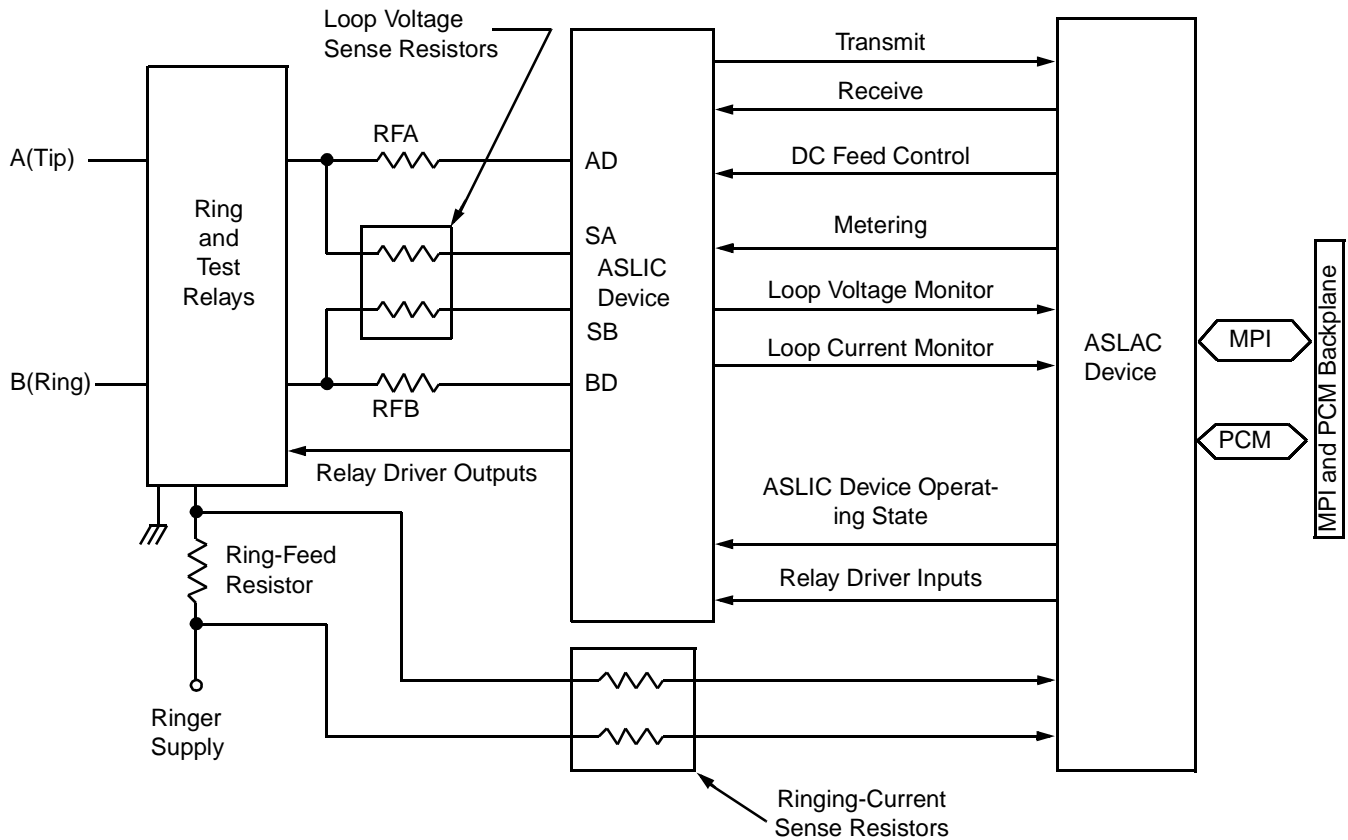 Loop Voltage
Sense Resistors
Transmit
Receive
RFA
A(Tip)
AD
DC Feed Control
Ring
and
Test
Relays
SA
ASLIC
Device
Metering
Loop Voltage Monitor
SB
Loop Current Monitor
ASLAC
Device
MPI
MPI and PCM Backplane
B(Ring)
RFB
BD
PCM
Relay Driver Outputs
ASLIC Device Operat-
ing State
Ring-Feed
Resistor
Relay Driver Inputs
Ringer
Supply
Ringing-Current
Sense Resistors